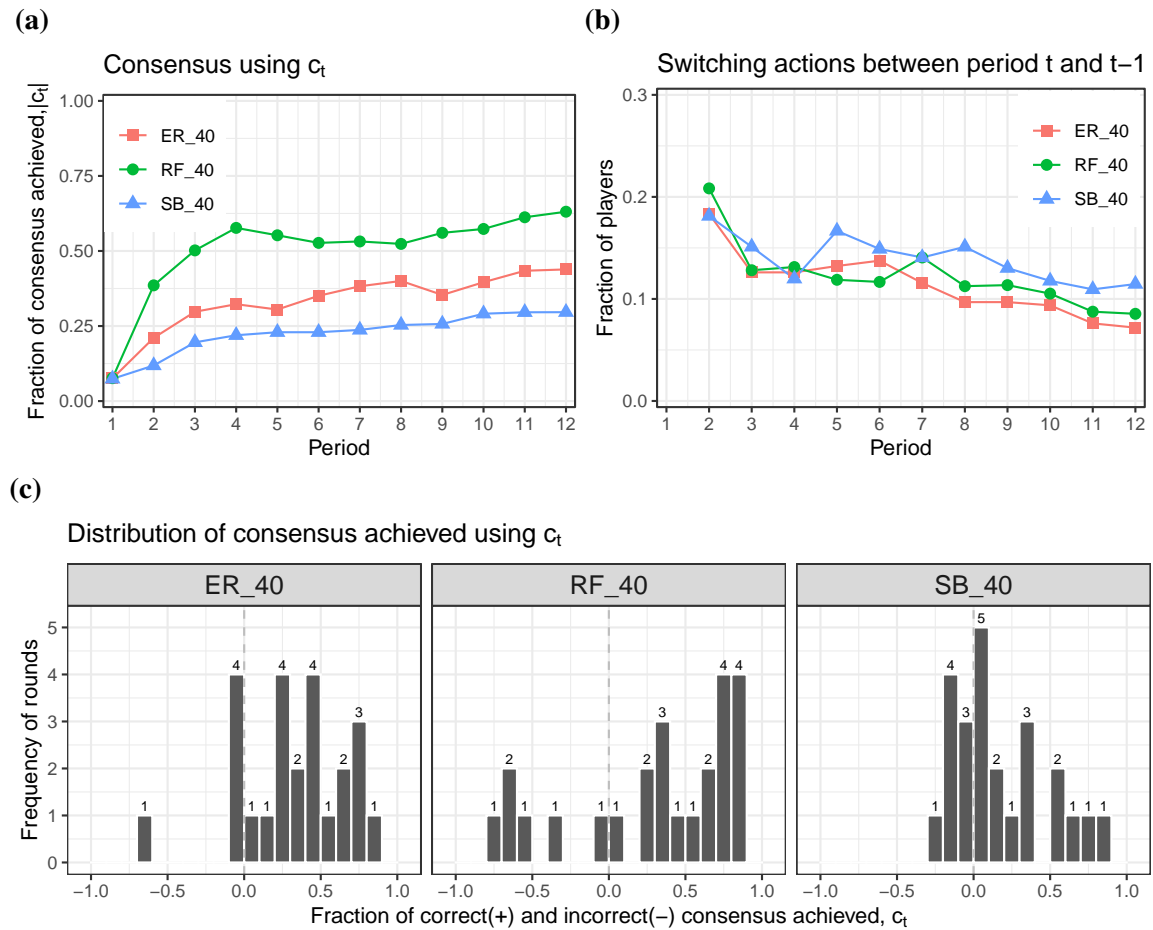 (a)
Consensus using ct
Fraction of consensus achieved,|ct|
1.00
0.75
0.50
0.25
0.00
ER_40
RF_40
SB_40
1 2 3 4 5 6 7 8 9 10 11 12
Period
(b)
Switching actions between period t and t−1
Fraction of players
0.3
0.2
0.1
0.0
ER_40
RF_40
SB_40
1 2 3 4 5 6 7 8 9 10 11 12
Period
(c)
Distribution of consensus achieved using ct
ER_40 RF_40 SB_40
Frequency of rounds
5
4
3
2
1
0
1 4 1 1 4 2 4 1 2 3 1
1 2 1 1 1 1 2 3 1 1 2 4 4
1 4 3 5 2 1 3 2 1 1 1
−1.0 −0.5 0.0 0.5 1.0 −1.0 −0.5 0.0 0.5 1.0 −1.0 −0.5 0.0 0.5 1.0
Fraction of correct(+) and incorrect(−) consensus achieved, ct